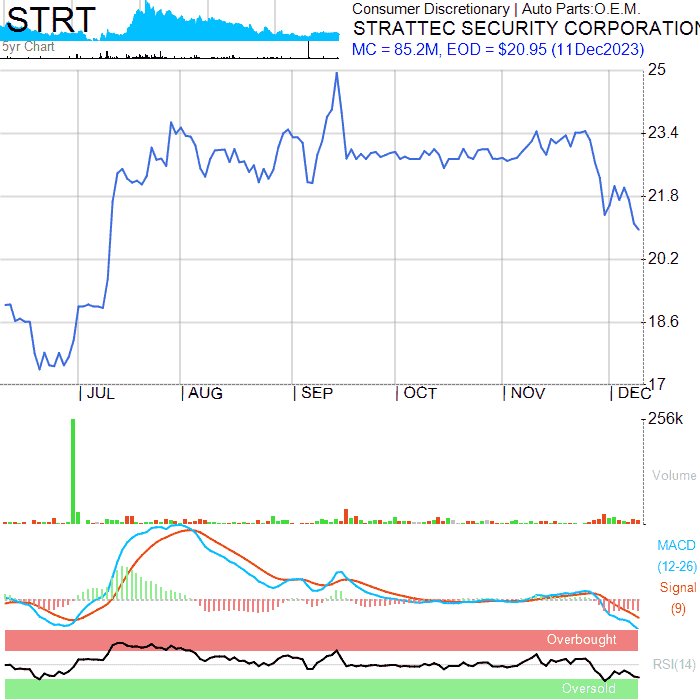 STRT
5yr Chart
Consumer Discretionary | Auto Parts:O.E.M.
STRATTEC SECURITY CORPORATION
MC = 85.2M, EOD = $20.95 (11Dec2023)
25
23.4
21.8
20.2
18.6
17
JUL AUG SEP OCT NOV DEC
256k
Volume
MACD
(12-26)
Signal
(9)
Overbought
RSI(14)
Oversold